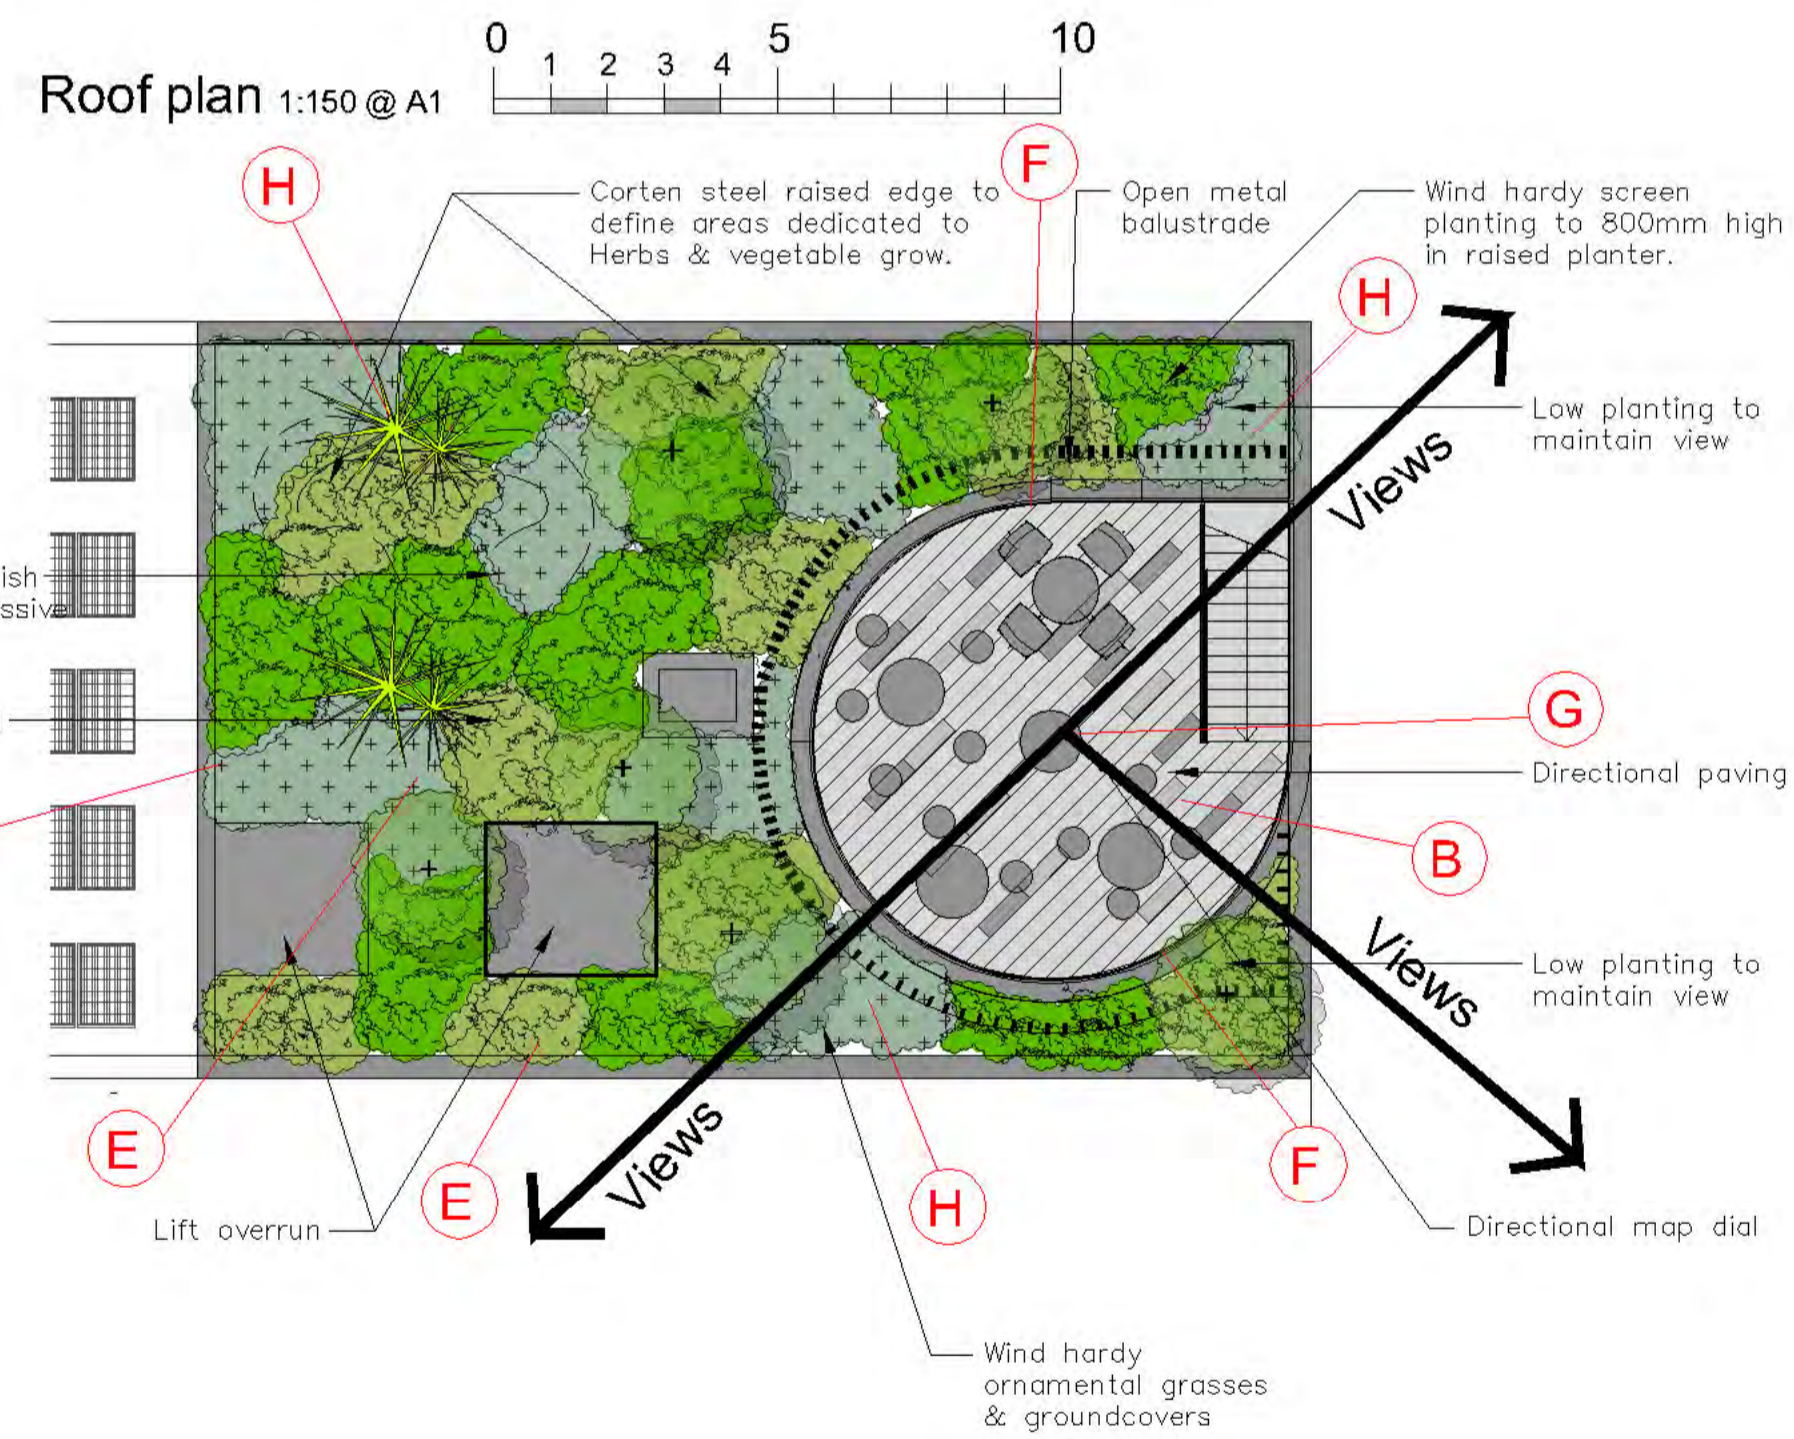 0 5 10
1 2 3 4
Roof plan 1:150 @ A1
H
F
Corten steel raised edge to
define areas dedicated to
Herbs & vegetable grow.
Open metal
balustrade
Wind hardy screen
planting to 800mm high
in raised planter.
H
Low planting to
maintain view
Views
ish
ssive
G
Directional paving
B
Views
Low planting to
maintain view
Views
E
E
H
F
Lift overrun
Directional map dial
Wind hardy
ornamental grasses
& groundcovers